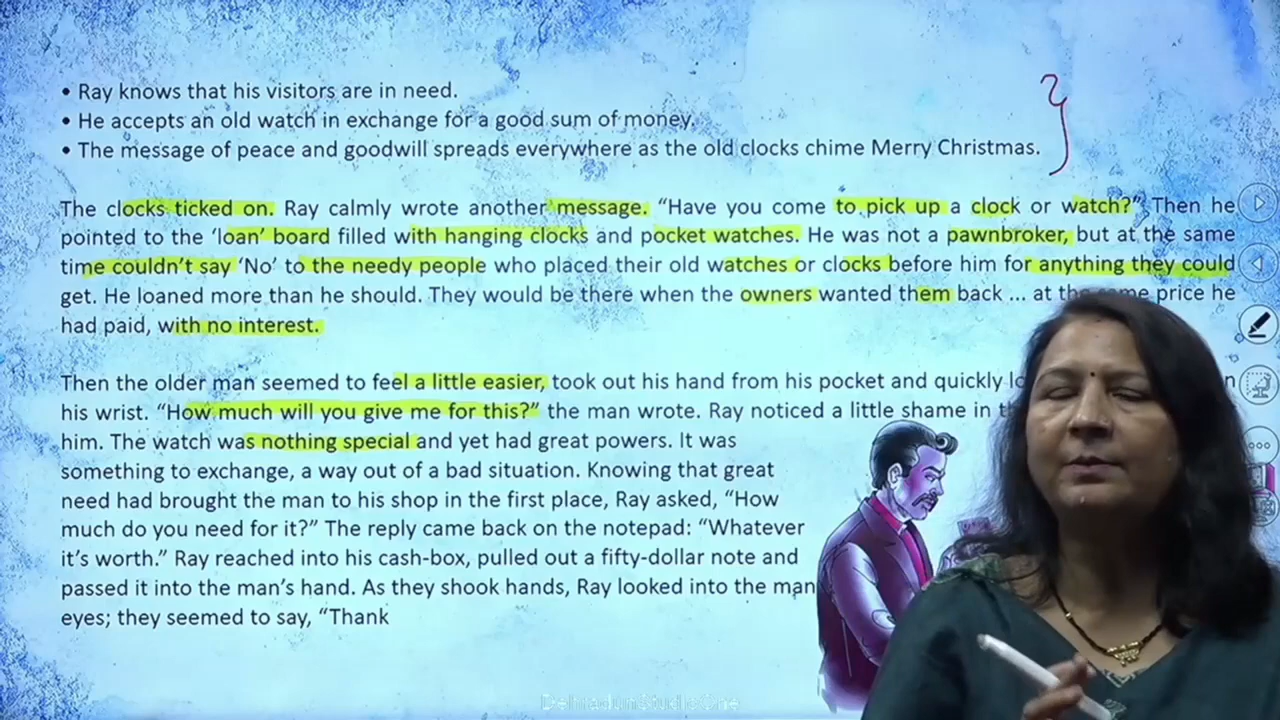 • Ray knows that his visitors are in need.
• He accepts an old watch in exchange for a good sum of money.
• The message of peace and goodwill spreads everywhere as the old clocks chime Merry Christmas.
The clocks ticked on. Ray calmly wrote another message. “Have you come to pick up a clock or watch?” Then he
pointed to the ‘loan’ board filled with hanging clocks and pocket watches. He was not a pawnbroker, but at the same
time couldn’t say ‘No’ to the needy people who placed their old watches or clocks before him for anything they could
get. He loaned more than he should. They would be there when the owners wanted them back ... at the same price he
had paid, with no interest.
Then the older man seemed to feel a little easier, took out his hand from his pocket and quickly
his wrist. “How much will you give me for this?” the man wrote. Ray noticed a little shame in
him. The watch was nothing special and yet had great powers. It was
something to exchange, a way out of a bad situation. Knowing that great
need had brought the man to his shop in the first place, Ray asked, “How
much do you need for it?” The reply came back on the notepad: “Whatever
it’s worth.” Ray reached into his cash-box, pulled out a fifty-dollar note and
passed it into the man’s hand. As they shook hands, Ray looked into the man
eyes; they seemed to say, “Thank
DehradunStudioOne